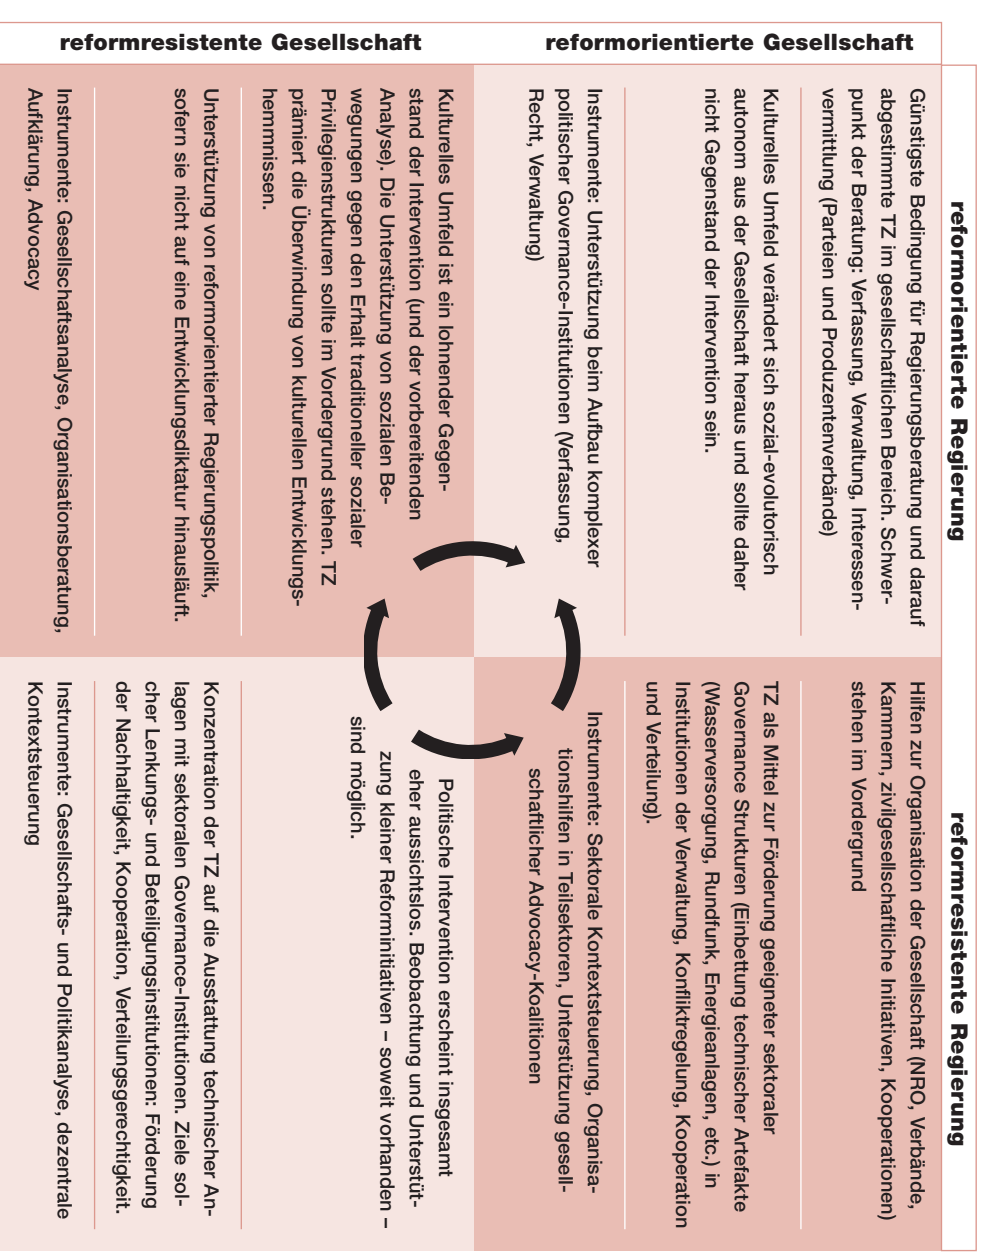 reformresistente Gesellschaft
reformorientierte Gesellschaft
reformorientierte Regierung
reformresistente Regierung
Günstigste Bedingung für Regierungsberatung und darauf
abgestimmte TZ im gesellschaftlichen Bereich. Schwer-
punkt der Beratung: Verfassung, Verwaltung, Interessen-
vermittlung (Parteien und Produzentenverbände)
Kulturelles Umfeld verändert sich sozial-evolutorisch
autonom aus der Gesellschaft heraus und sollte daher
nicht Gegenstand der Intervention sein.
Instrumente: Unterstützung beim Aufbau komplexer
politischer Governance-Institutionen (Verfassung,
Recht, Verwaltung)
Hilfen zur Organisation der Gesellschaft (NRO, Verbände,
Kammern, zivilgesellschaftliche Initiativen, Kooperationen)
stehen im Vordergrund
TZ als Mittel zur Förderung geeigneter sektoraler
Governance Strukturen (Einbettung technischer Artefakte
(Wasserversorgung, Rundfunk, Energieanlagen, etc.) in
Institutionen der Verwaltung, Konfliktregelung, Kooperation
und Verteilung).
Instrumente: Sektorale Kontextsteuerung, Organisa-
tionshilfen in Teilsektoren, Unterstützung gesell-
schaftlicher Advocacy-Koalitionen
Kulturelles Umfeld ist ein lohnender Gegen-
stand der Intervention (und der vorbereitenden
Analyse). Die Unterstützung von sozialen Be-
wegungen gegen den Erhalt traditioneller sozialer
Privilegienstrukturen sollte im Vordergrund stehen. TZ
prämiert die Überwindung von kulturellen Entwicklungs-
hemmnissen.
Unterstützung von reformorientierter Regierungspolitik,
sofern sie nicht auf eine Entwicklungsdiktatur hinausläuft.
Instrumente: Gesellschaftsanalyse, Organisationsberatung,
Aufklärung, Advocacy
Politische Intervention erscheint insgesamt
eher aussichtslos. Beobachtung und Unterstüt-
zung kleiner Reforminitiativen – soweit vorhanden –
sind möglich.
Konzentration der TZ auf die Ausstattung technischer An-
lagen mit sektoralen Governance-Institutionen. Ziele sol-
cher Lenkungs- und Beteiligungsinstitutionen: Förderung
der Nachhaltigkeit, Kooperation, Verteilungsgerechtigkeit.
Instrumente: Gesellschafts- und Politikanalyse, dezentrale
Kontextsteuerung